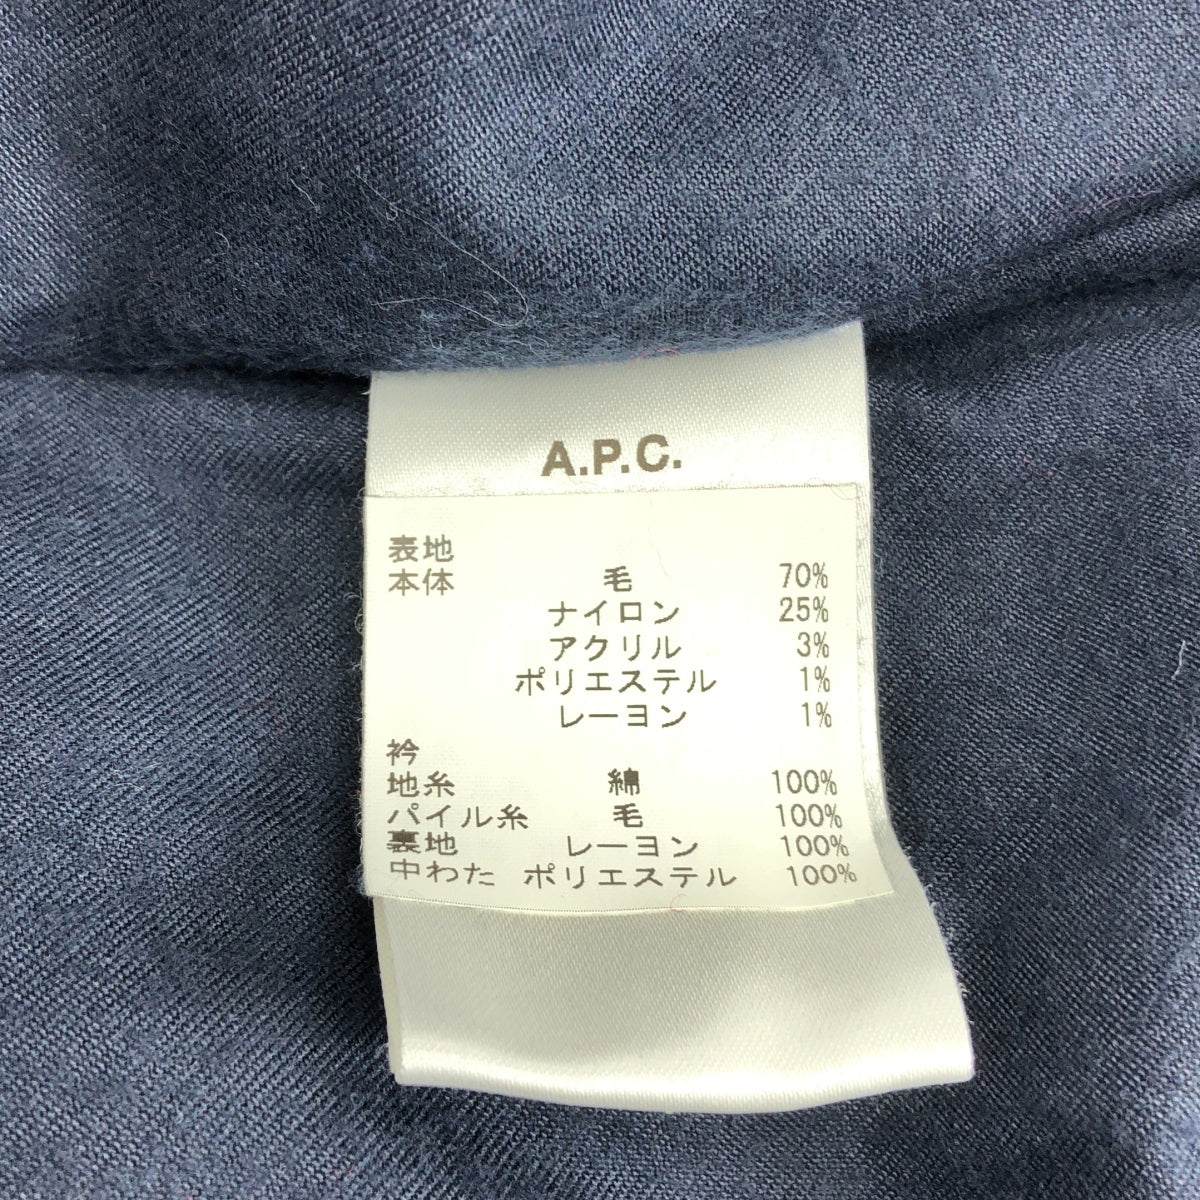 A.P.C.
表地
本体 毛 70%
ナイロン 25%
アクリル 3%
ポリエステル 1%
レーヨン 1%
衿
地糸 綿 100%
パイル糸 毛 100%
裏地 レーヨン 100%
中わた ポリエステル 100%